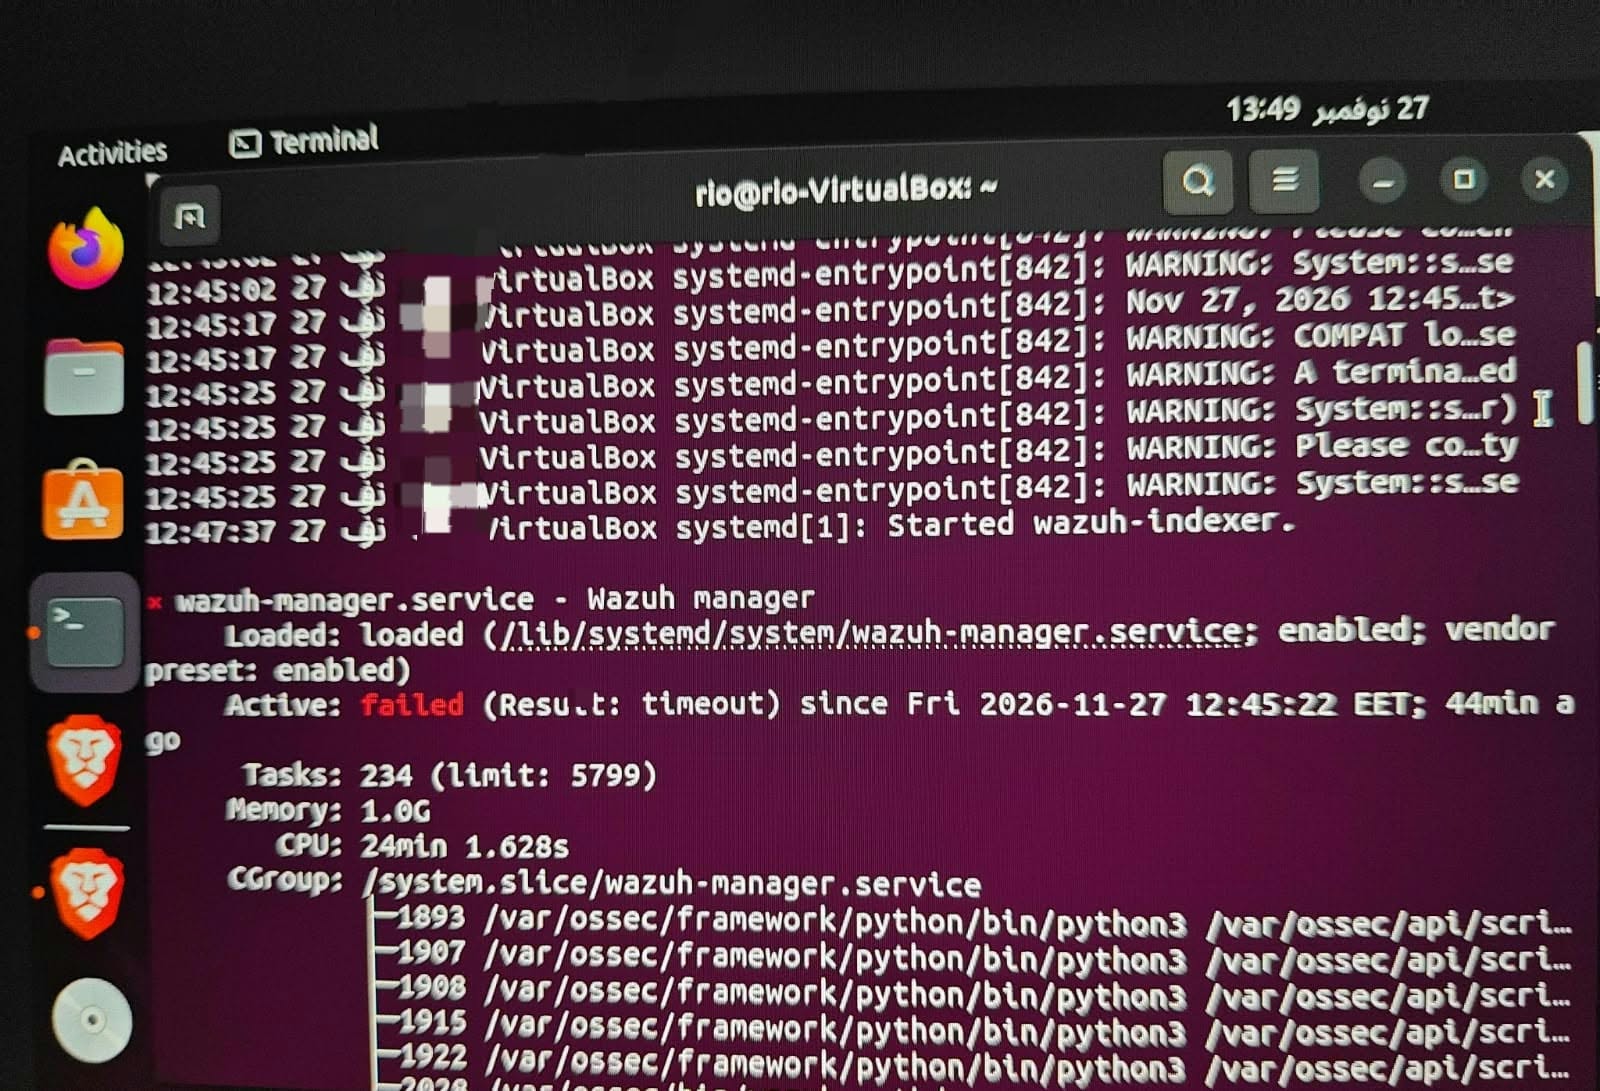 Activities
Terminal
27 نوفمبر 13:49
rio@rio-VirtualBox: ~
systemd-entrypoint[842]: WARNING: Please co…en
12:45:02 27 نوف VirtualBox systemd-entrypoint[842]: WARNING: System::s…se
12:45:17 27 نوف VirtualBox systemd-entrypoint[842]: Nov 27, 2026 12:45…t>
12:45:17 27 نوف VirtualBox systemd-entrypoint[842]: WARNING: COMPAT lo…se
12:45:25 27 نوف VirtualBox systemd-entrypoint[842]: WARNING: A termina…ed
12:45:25 27 نوف VirtualBox systemd-entrypoint[842]: WARNING: System::s…r)
12:45:25 27 نوف VirtualBox systemd-entrypoint[842]: WARNING: Please co…ty
12:45:25 27 نوف VirtualBox systemd-entrypoint[842]: WARNING: System::s…se
12:47:37 27 نوف VirtualBox systemd[1]: Started wazuh-indexer.
× wazuh-manager.service - Wazuh manager
Loaded: loaded (/lib/systemd/system/wazuh-manager.service; enabled; vendor
preset: enabled)
Active: failed (Result: timeout) since Fri 2026-11-27 12:45:22 EET; 44min a
go
Tasks: 234 (limit: 5799)
Memory: 1.0G
CPU: 24min 1.628s
CGroup: /system.slice/wazuh-manager.service
├─1893 /var/ossec/framework/python/bin/python3 /var/ossec/api/scri…
├─1907 /var/ossec/framework/python/bin/python3 /var/ossec/api/scri…
├─1908 /var/ossec/framework/python/bin/python3 /var/ossec/api/scri…
├─1915 /var/ossec/framework/python/bin/python3 /var/ossec/api/scri…
├─1922 /var/ossec/framework/python/bin/python3 /var/ossec/api/scri…